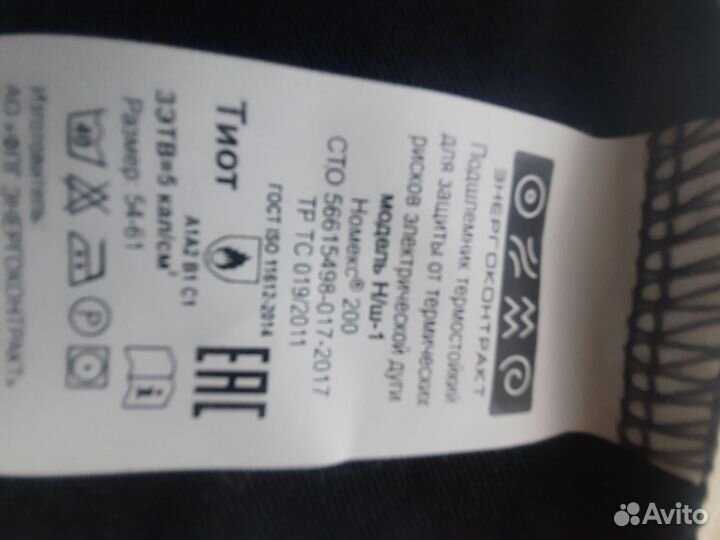 ЭНЕРГОКОНТРАКТ
Подшлемник термостойкий
для защиты от термических
рисков электрической дуги
модель Н/ш-1
Номекс® 200
СТО 56615498-017-2017
ТР ТС 019/2011
ГОСТ ISO 11612-2014
A1A2 B1 C1
EAC
Тиот
ЗЭТВ=5 кал/см²
Размер: 54-61
40
P
i
Изготовитель:
АО «ФПГ ЭНЕРГОКОНТРАКТ»
Avito